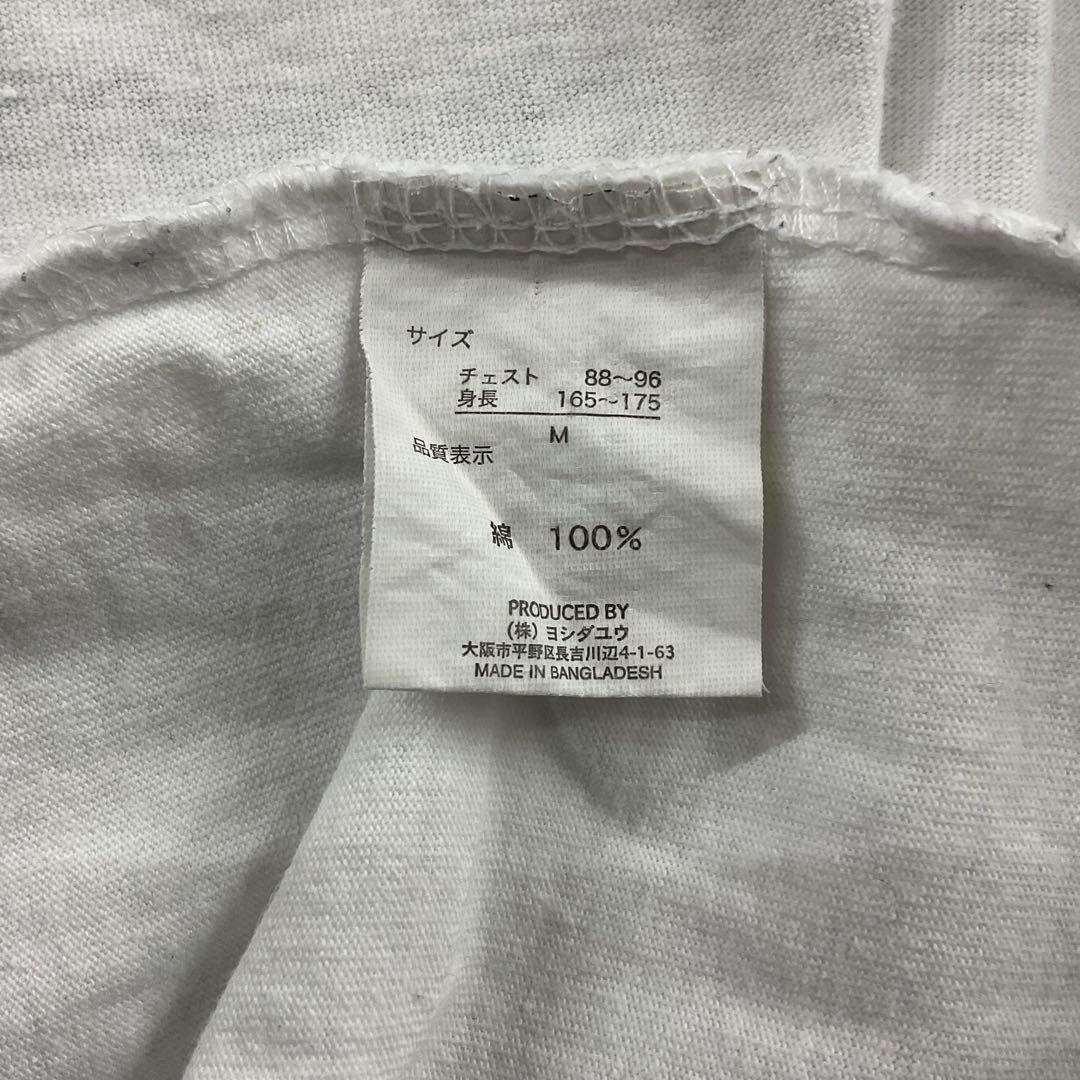 サイズ
チェスト 88～96
身長 165～175
M
品質表示
綿 100%
PRODUCED BY
(株) ヨシダユウ
大阪市平野区長吉川辺4-1-63
MADE IN BANGLADESH